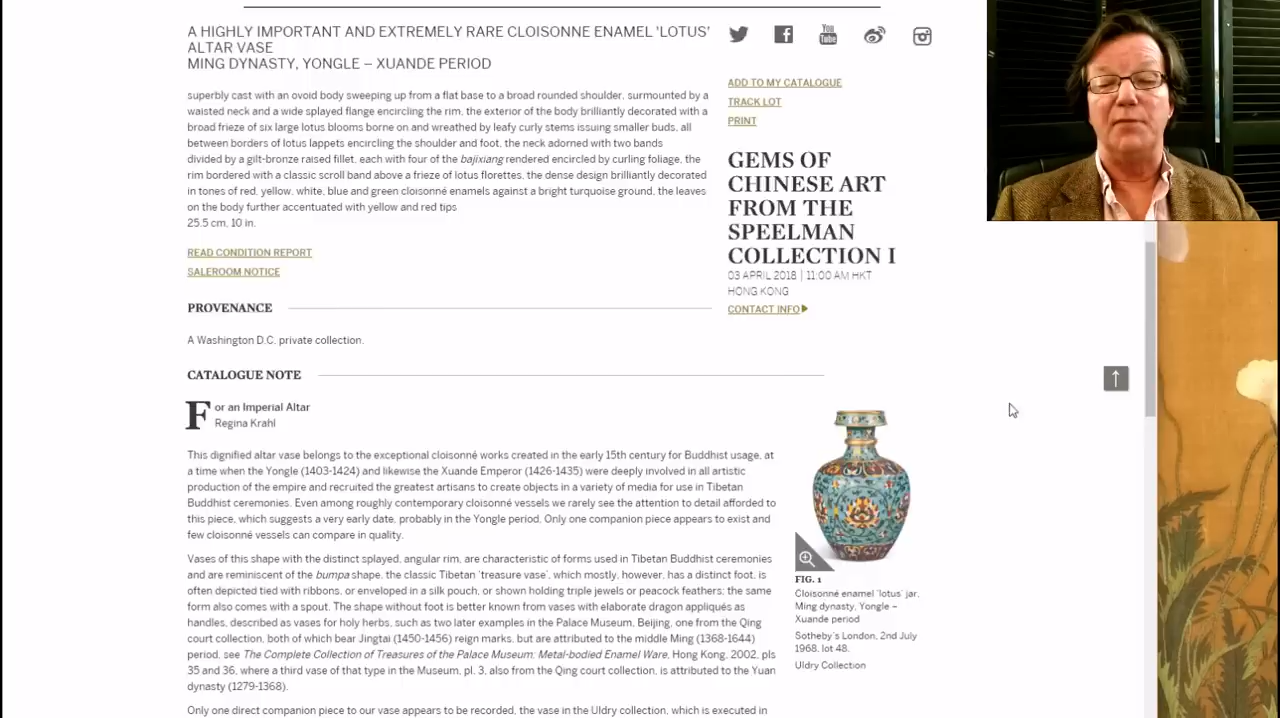 A HIGHLY IMPORTANT AND EXTREMELY RARE CLOISONNE ENAMEL 'LOTUS'
ALTAR VASE
MING DYNASTY, YONGLE – XUANDE PERIOD
superbly cast with an ovoid body sweeping up from a flat base to a broad rounded shoulder, surmounted by a
waisted neck and a wide splayed flange encircling the rim, the exterior of the body brilliantly decorated with a
broad frieze of six large lotus blooms borne on and wreathed by leafy curly stems issuing smaller buds, all
between borders of lotus lappets encircling the shoulder and foot, the neck adorned with two bands
divided by a gilt-bronze raised fillet, each with four of the bajixiang rendered encircled by curling foliage, the
rim bordered with a classic scroll band above a frieze of lotus florettes, the dense design brilliantly decorated
in tones of red, yellow, white, blue and green cloisonné enamels against a bright turquoise ground, the leaves
on the body further accentuated with yellow and red tips
25.5 cm, 10 in.
READ CONDITION REPORT
SALEROOM NOTICE
PROVENANCE
A Washington D.C. private collection.
CATALOGUE NOTE
For an Imperial Altar
Regina Krahl
This dignified altar vase belongs to the exceptional cloisonné works created in the early 15th century for Buddhist usage, at
a time when the Yongle (1403-1424) and likewise the Xuande Emperor (1426-1435) were deeply involved in all artistic
production of the empire and recruited the greatest artisans to create objects in a variety of media for use in Tibetan
Buddhist ceremonies. Even among roughly contemporary cloisonné vessels we rarely see the attention to detail afforded to
this piece, which suggests a very early date, probably in the Yongle period. Only one companion piece appears to exist and
few cloisonné vessels can compare in quality.
Vases of this shape with the distinct splayed, angular rim, are characteristic of forms used in Tibetan Buddhist ceremonies
and are reminiscent of the bumpa shape, the classic Tibetan 'treasure vase', which mostly, however, has a distinct foot, is
often depicted tied with ribbons, or enveloped in a silk pouch, or shown holding triple jewels or peacock feathers; the same
form also comes with a spout. The shape without foot is better known from vases with elaborate dragon appliqués as
handles, described as vases for holy herbs, such as two later examples in the Palace Museum, Beijing, one from the Qing
court collection, both of which bear Jingtai (1450-1456) reign marks, but are attributed to the middle Ming (1368-1644)
period, see The Complete Collection of Treasures of the Palace Museum: Metal-bodied Enamel Ware, Hong Kong, 2002, pls
35 and 36, where a third vase of that type in the Museum, pl. 3, also from the Qing court collection, is attributed to the Yuan
dynasty (1279-1368).
Only one direct companion piece to our vase appears to be recorded, the vase in the Uldry collection, which is executed in
You
Tube
ADD TO MY CATALOGUE
TRACK LOT
PRINT
GEMS OF
CHINESE ART
FROM THE
SPEELMAN
COLLECTION I
03 APRIL 2018 | 11:00 AM HKT
HONG KONG
CONTACT INFO
FIG. 1
Cloisonné enamel 'lotus' jar,
Ming dynasty, Yongle –
Xuande period
Sotheby's London, 2nd July
1968, lot 48.
Uldry Collection